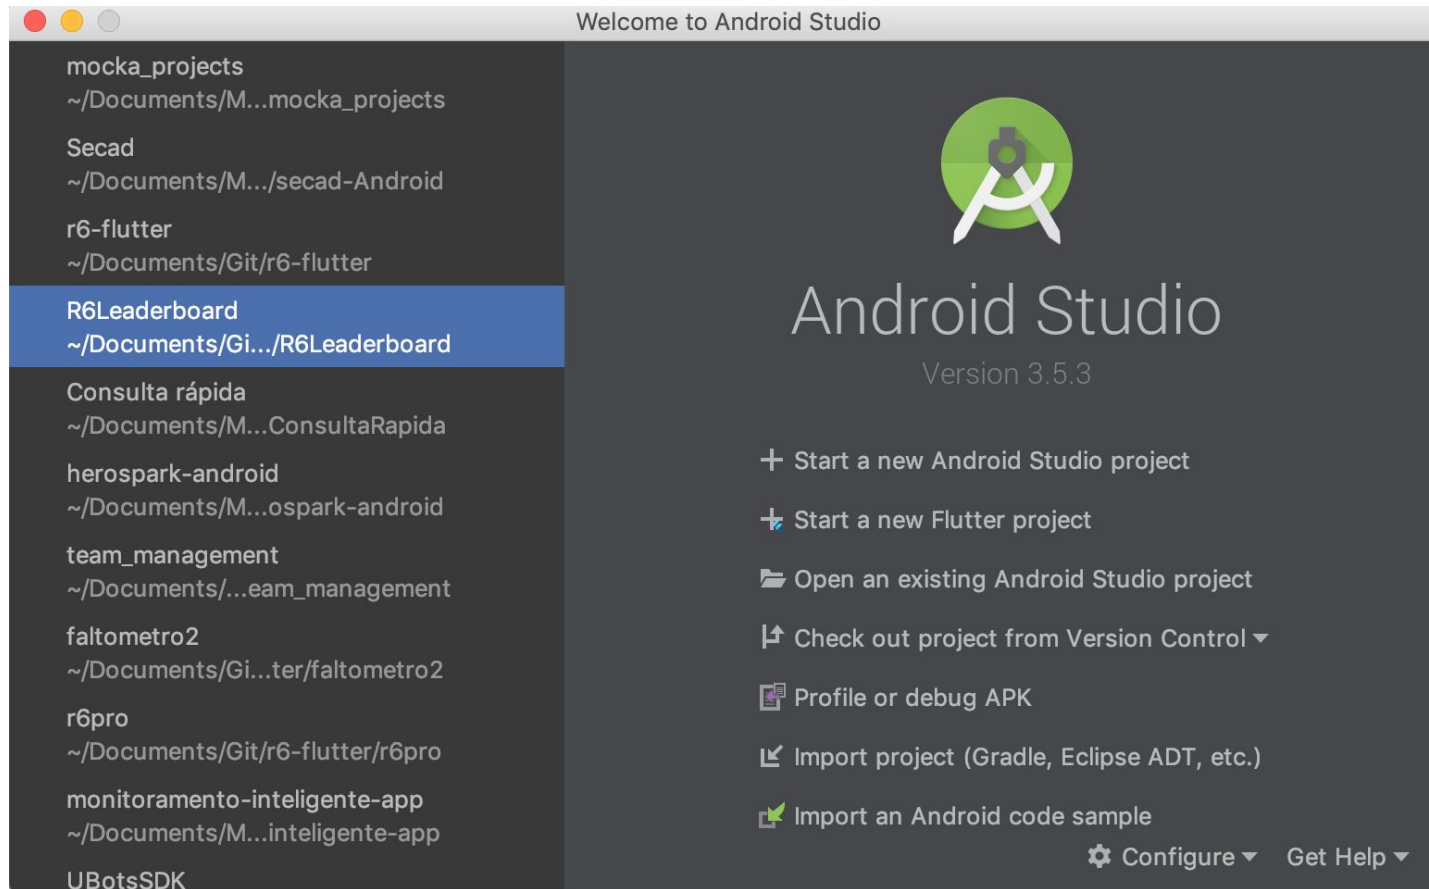 Welcome to Android Studio
mocka_projects
~/Documents/M...mocka_projects
Secad
~/Documents/M.../secad-Android
r6-flutter
~/Documents/Git/r6-flutter
R6Leaderboard
~/Documents/Gi.../R6Leaderboard
Consulta rápida
~/Documents/M...ConsultaRapida
herospark-android
~/Documents/M...ospark-android
team_management
~/Documents/...eam_management
faltometro2
~/Documents/Gi...ter/faltometro2
r6pro
~/Documents/Git/r6-flutter/r6pro
monitoramento-inteligente-app
~/Documents/M...inteligente-app
UBotsSDK
Android Studio
Version 3.5.3
Start a new Android Studio project
Start a new Flutter project
Open an existing Android Studio project
Check out project from Version Control
Profile or debug APK
Import project (Gradle, Eclipse ADT, etc.)
Import an Android code sample
Configure
Get Help